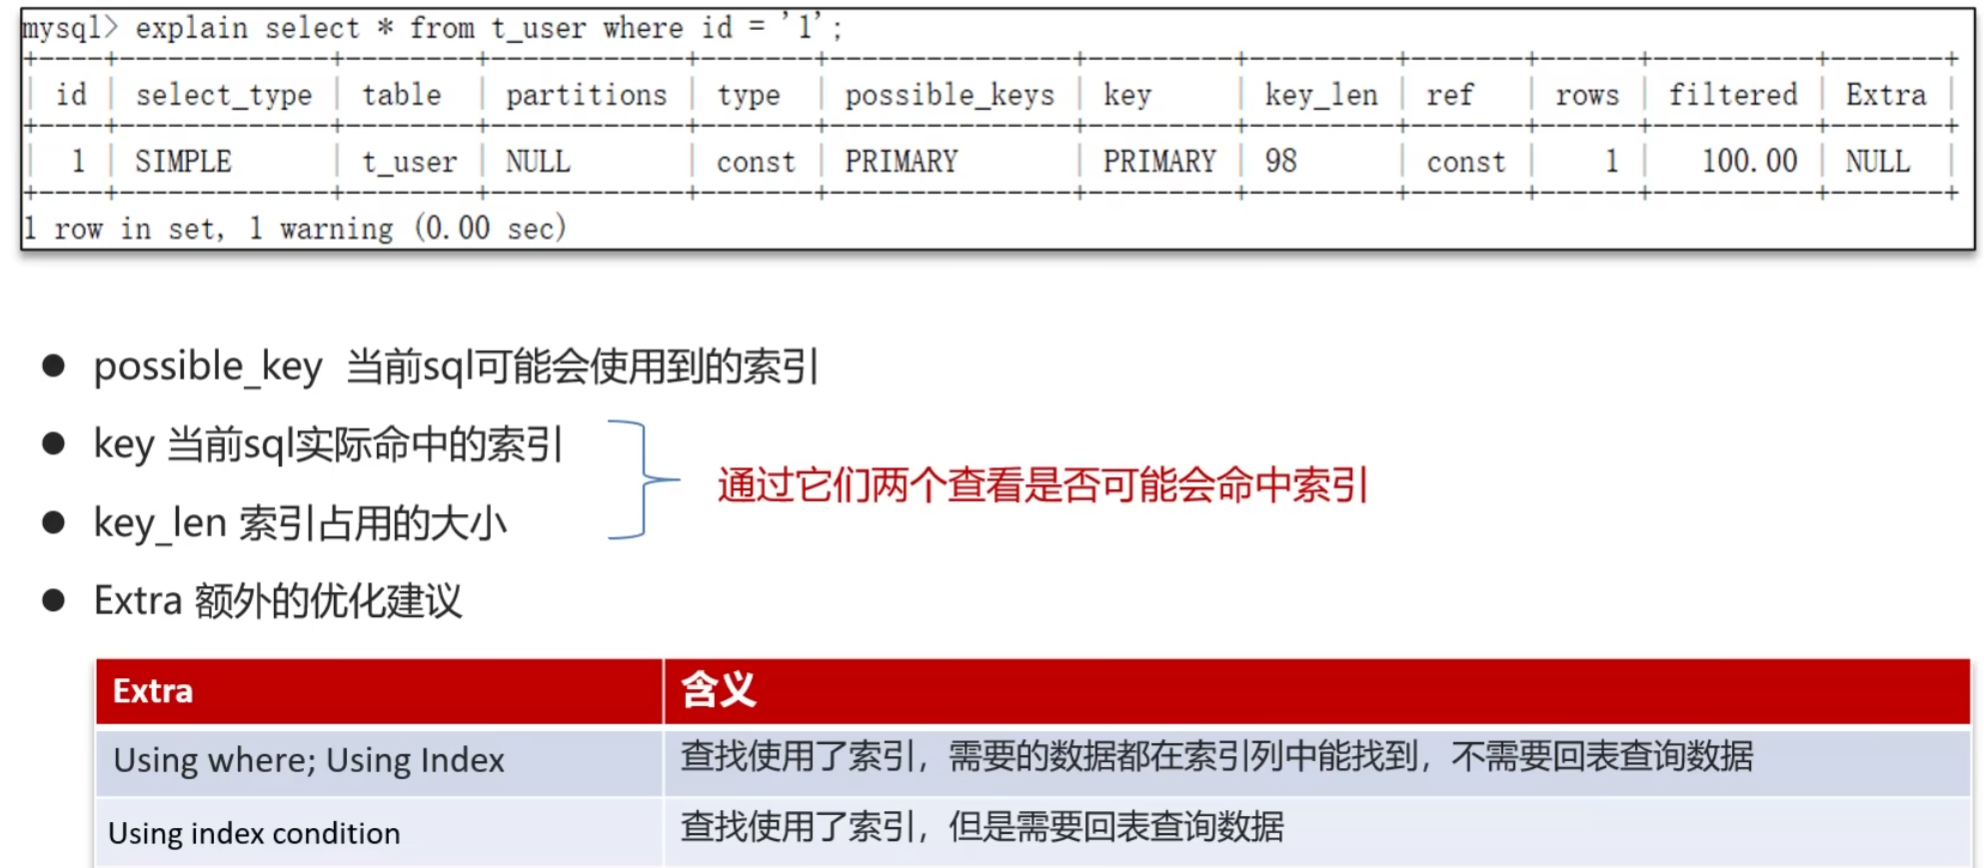 mysql> explain select * from t_user where id = '1';
+----+-------------+--------+------------+-------+---------------+---------+---------+-------+------+----------+-------+
| id | select_type | table | partitions | type | possible_keys | key | key_len | ref | rows | filtered | Extra |
+----+-------------+--------+------------+-------+---------------+---------+---------+-------+------+----------+-------+
| 1 | SIMPLE | t_user | NULL | const | PRIMARY | PRIMARY | 98 | const | 1 | 100.00 | NULL |
+----+-------------+--------+------------+-------+---------------+---------+---------+-------+------+----------+-------+
1 row in set, 1 warning (0.00 sec)
● possible_key 当前sql可能会使用到的索引
● key 当前sql实际命中的索引
通过它们两个查看是否可能会命中索引
● key_len 索引占用的大小
● Extra 额外的优化建议
Extra 含义
Using where; Using Index 查找使用了索引，需要的数据都在索引列中能找到，不需要回表查询数据
Using index condition 查找使用了索引，但是需要回表查询数据